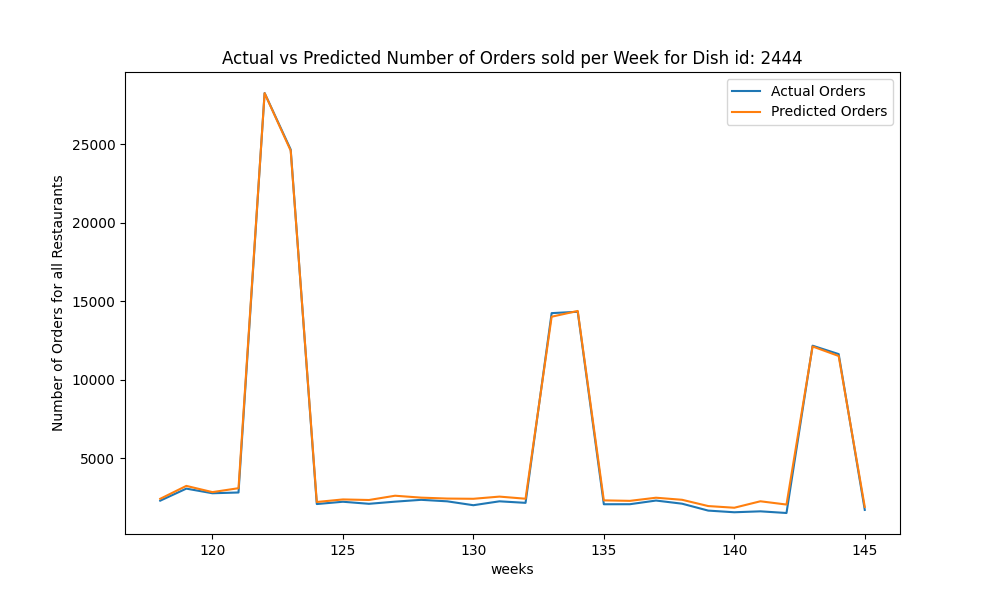 Actual vs Predicted Number of Orders sold per Week for Dish id: 2444
Actual Orders
Predicted Orders
Number of Orders for all Restaurants
25000
20000
15000
10000
5000
120 125 130 135 140 145
weeks